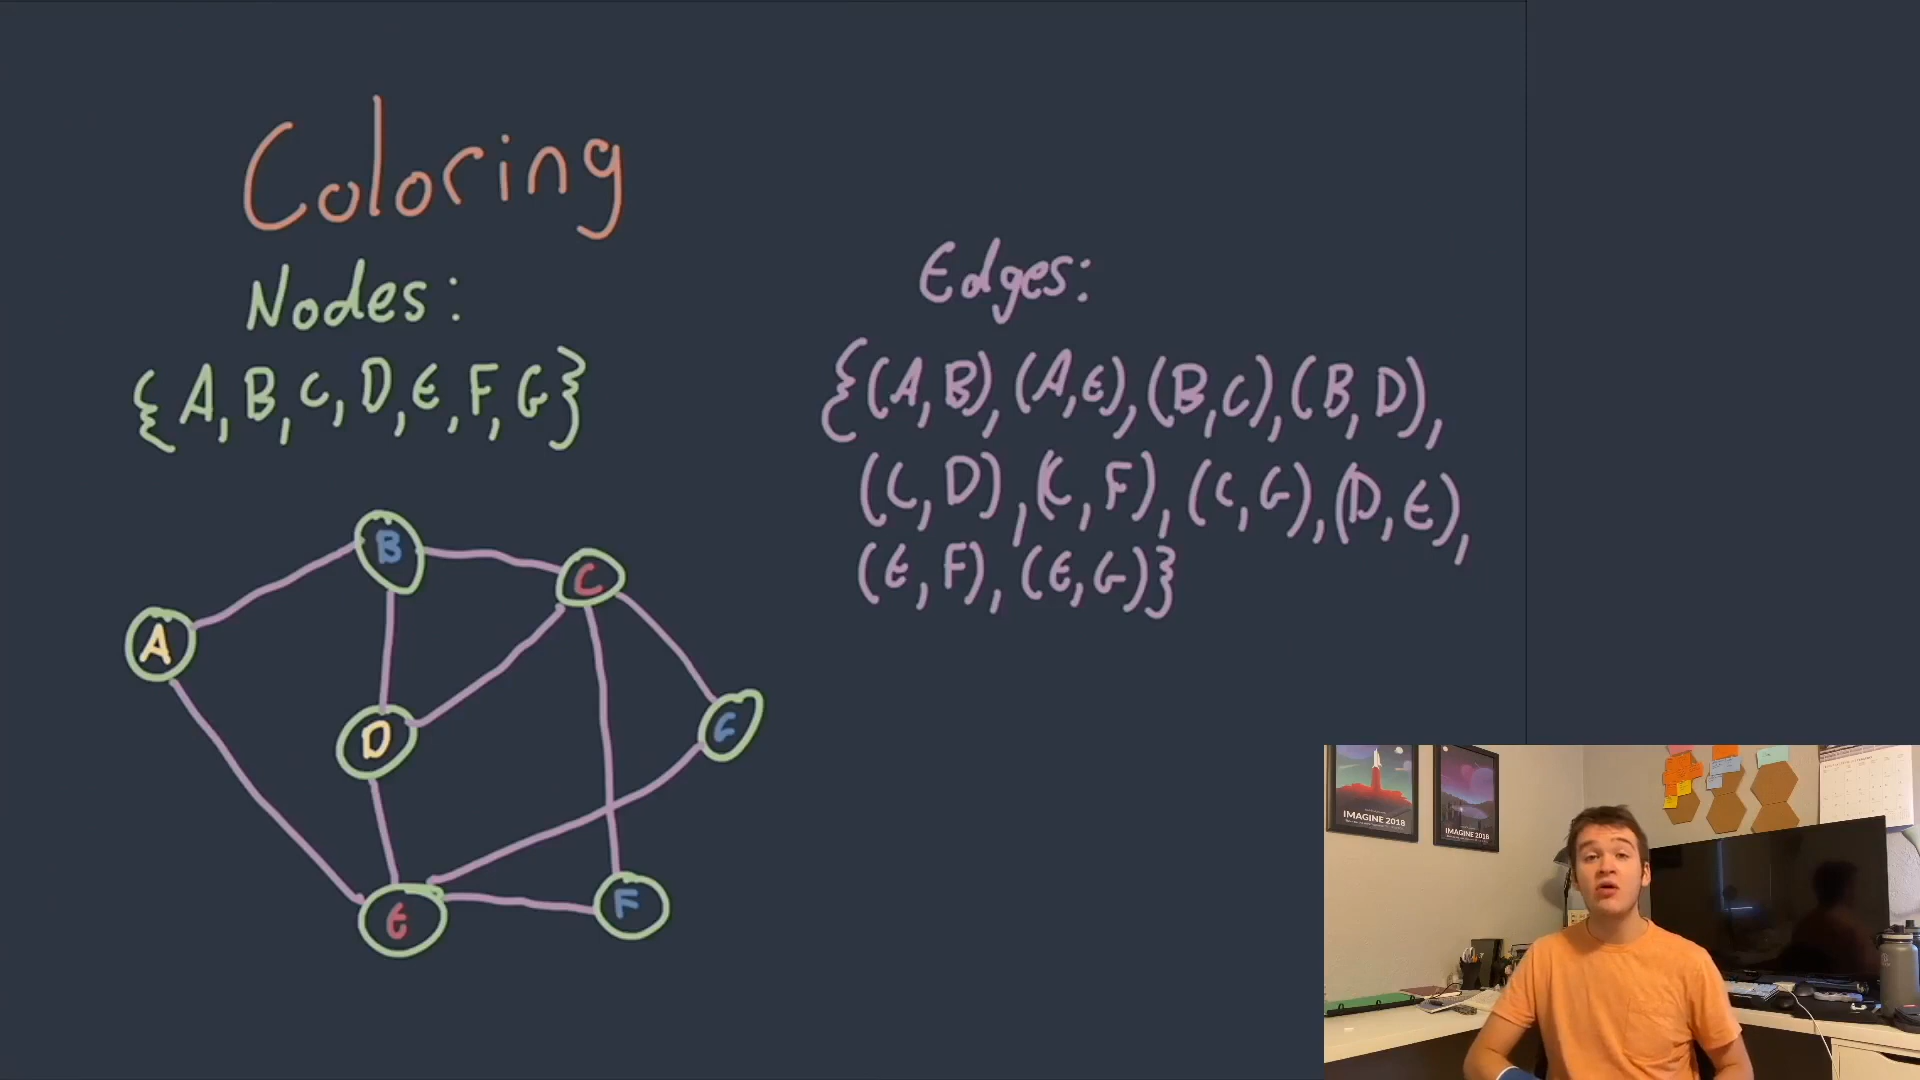 Coloring
Nodes:
{A, B, C, D, E, F, G}
Edges:
{(A, B), (A, E), (B, C), (B, D),
(C, D), (C, F), (C, G), (D, E),
(E, F), (E, G)}
B
C
A
G
D
E
F
IMAGINE 2018
IMAGINE 2018